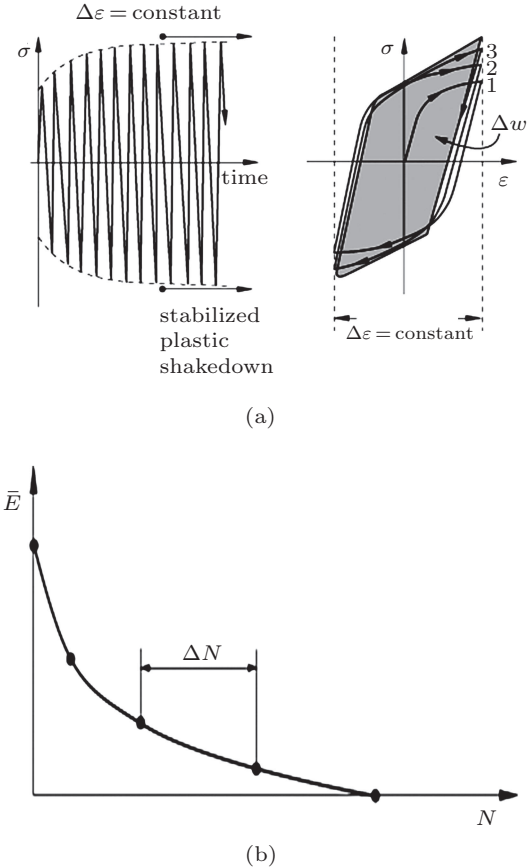 Δε = constant
σ
time
stabilized
plastic
shakedown
σ
3
2
1
Δw
ε
Δε = constant
(a)
Ē
ΔN
N
(b)